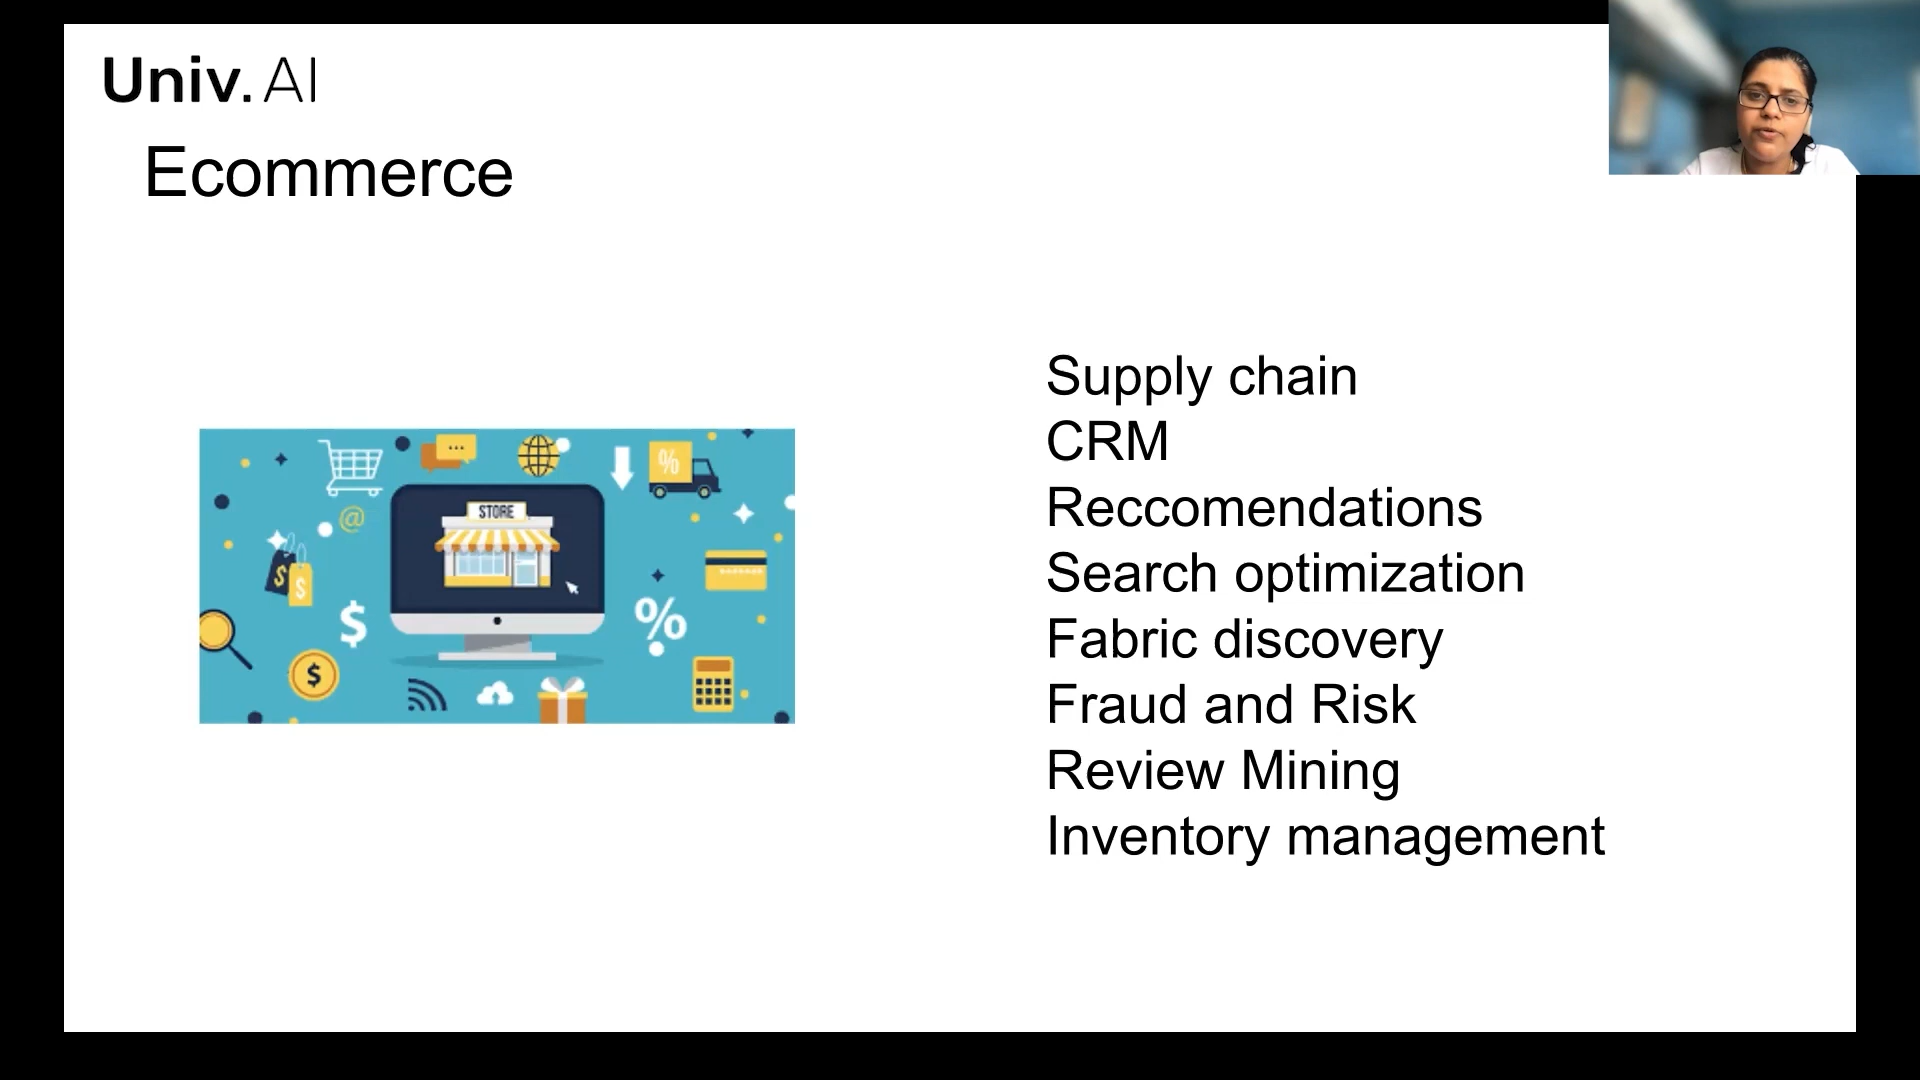 Univ.AI
Ecommerce
STORE
@
%
$
$
$
%
$
Supply chain
CRM
Reccomendations
Search optimization
Fabric discovery
Fraud and Risk
Review Mining
Inventory management